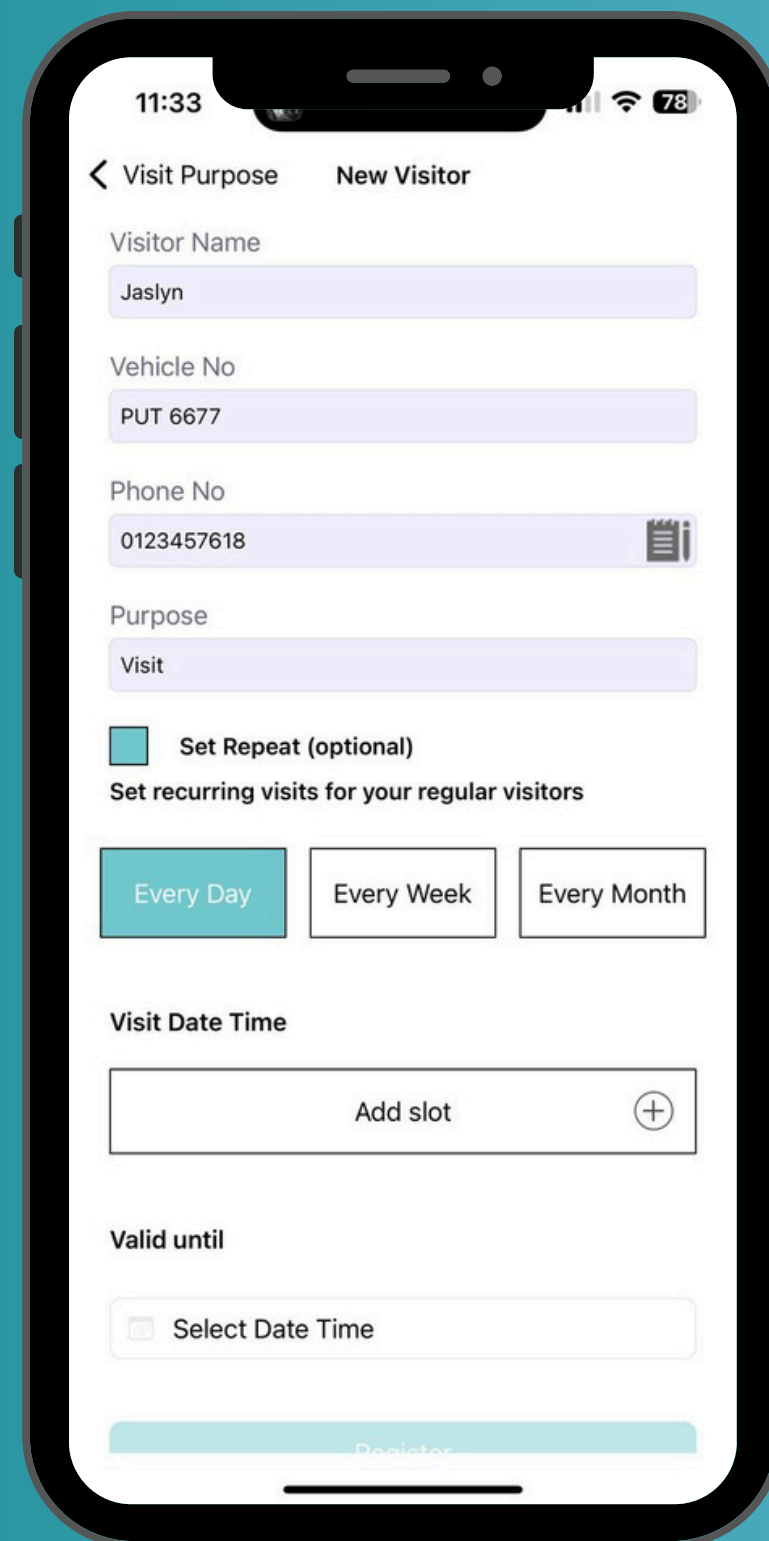 11:33
78
Visit Purpose New Visitor
Visitor Name
Jaslyn
Vehicle No
PUT 6677
Phone No
0123457618
Purpose
Visit
Set Repeat (optional)
Set recurring visits for your regular visitors
Every Day Every Week Every Month
Visit Date Time
Add slot
Valid until
Select Date Time
Register